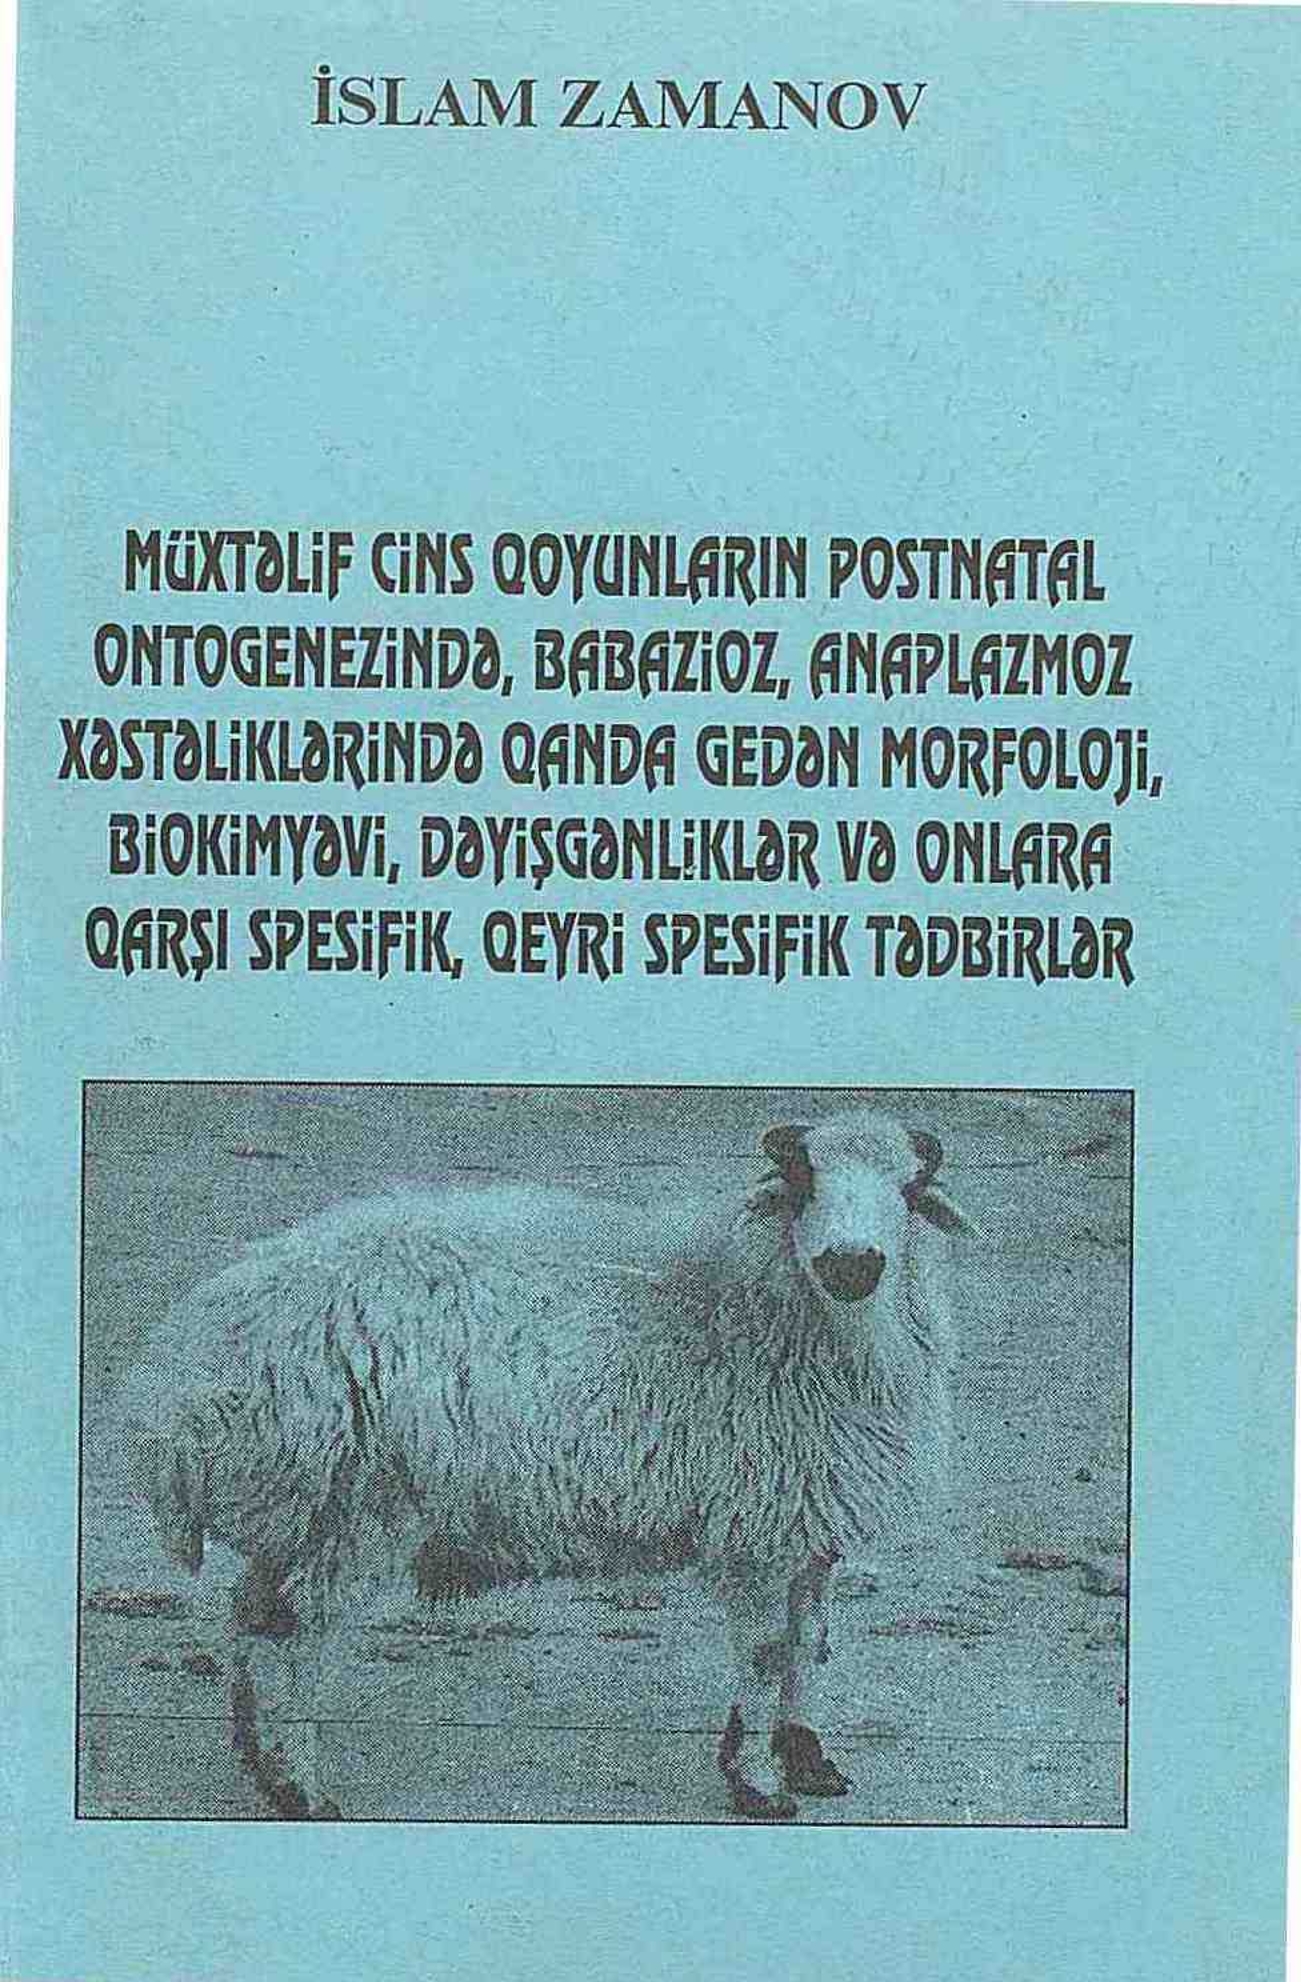 İSLAM ZAMANOV
MÜXTƏLİF CİNS QOYUNLARIN POSTNATAL
ONTOGENEZİNDƏ, BABAZİOZ, ANAPLAZMOZ
XƏSTƏLİKLƏRİNDƏ QANDA GEDƏN MORFOLOJİ,
BİOKİMYƏVİ, DƏYİŞGƏNLİKLƏR VƏ ONLARA
QARŞI SPESİFİK, QEYRİ SPESİFİK TƏDBİRLƏR